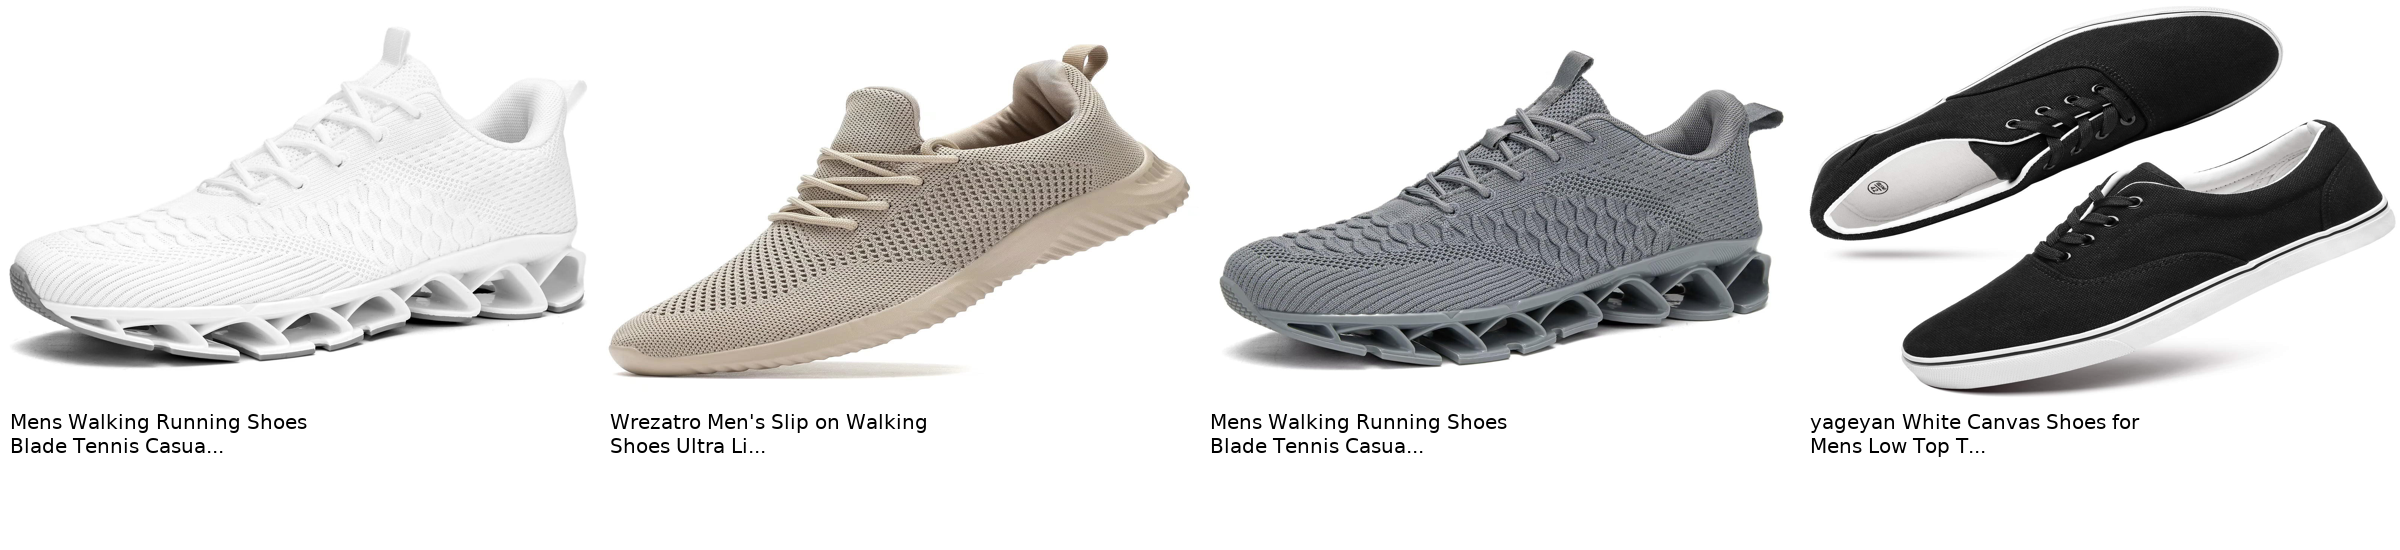 Mens Walking Running Shoes
Blade Tennis Casua...
Wrezatro Men's Slip on Walking
Shoes Ultra Li...
Mens Walking Running Shoes
Blade Tennis Casua...
yageyan White Canvas Shoes for
Mens Low Top T...